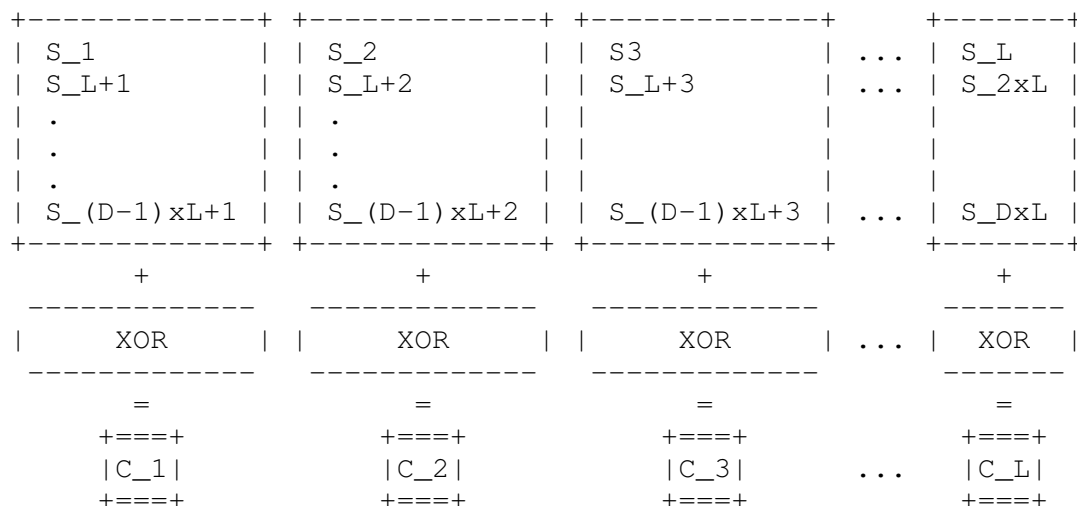 +-------------+ +-------------+ +-------------+     +-------+
| S_1         | | S_2         | | S3          | ... | S_L   |
| S_L+1       | | S_L+2       | | S_L+3       | ... | S_2xL |
| .           | | .           | |             |     |       |
| .           | | .           | |             |     |       |
| .           | | .           | |             |     |       |
| S_(D-1)xL+1 | | S_(D-1)xL+2 | | S_(D-1)xL+3 | ... | S_DxL |
+-------------+ +-------------+ +-------------+     +-------+
       +               +               +                +
 -------------   -------------   -------------       -------
|     XOR     | |     XOR     | |     XOR     | ... |  XOR  |
 -------------   -------------   -------------       -------
       =               =               =                =
     +===+           +===+           +===+            +===+
     |C_1|           |C_2|           |C_3|      ...   |C_L|
     +===+           +===+           +===+            +===+